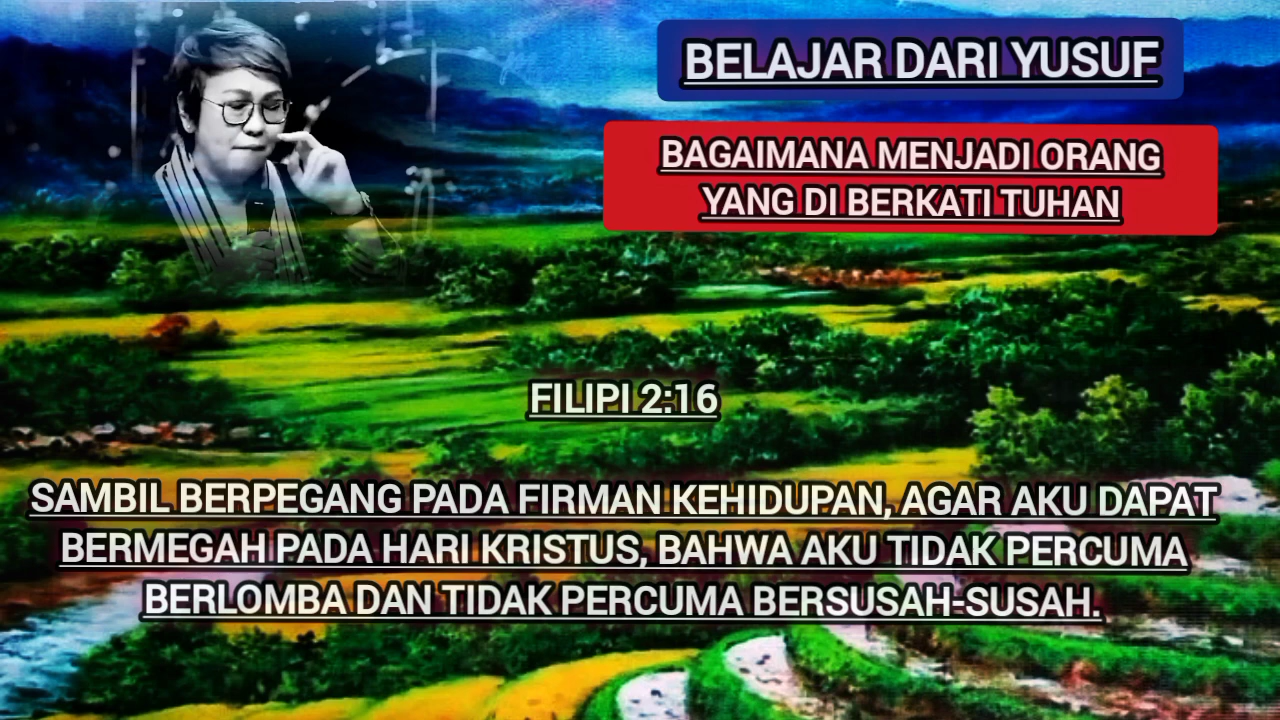 BELAJAR DARI YUSUF
BAGAIMANA MENJADI ORANG
YANG DI BERKATI TUHAN
FILIPI 2:16
SAMBIL BERPEGANG PADA FIRMAN KEHIDUPAN, AGAR AKU DAPAT
BERMEGAH PADA HARI KRISTUS, BAHWA AKU TIDAK PERCUMA
BERLOMBA DAN TIDAK PERCUMA BERSUSAH-SUSAH.